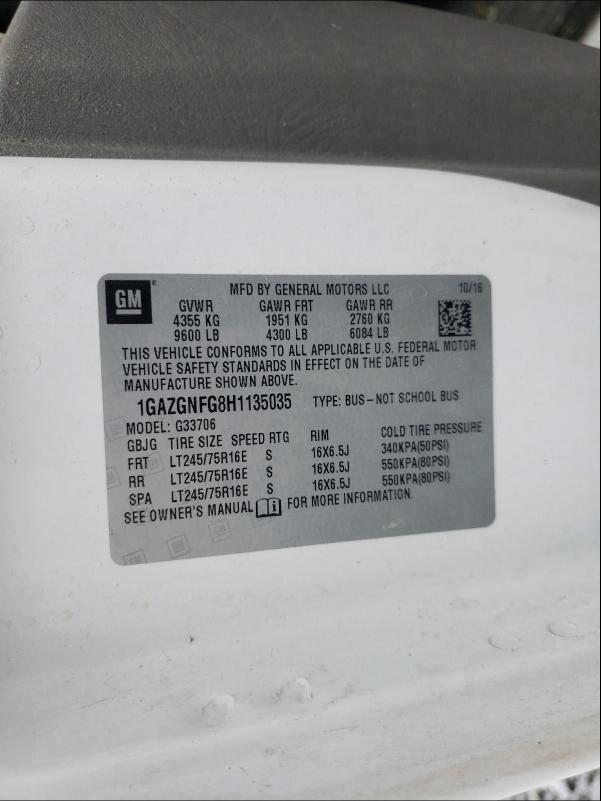 GM ®
MFD BY GENERAL MOTORS LLC 10/16
GVWR GAWR FRT GAWR RR
4355 KG 1951 KG 2760 KG
9600 LB 4300 LB 6084 LB
THIS VEHICLE CONFORMS TO ALL APPLICABLE U.S. FEDERAL MOTOR
VEHICLE SAFETY STANDARDS IN EFFECT ON THE DATE OF
MANUFACTURE SHOWN ABOVE.
1GAZGNFG8H1135035 TYPE: BUS-NOT SCHOOL BUS
MODEL: G33706
GBJG TIRE SIZE SPEED RTG RIM COLD TIRE PRESSURE
FRT LT245/75R16E S 16X6.5J 340KPA(50PSI)
RR LT245/75R16E S 16X6.5J 550KPA(80PSI)
SPA LT245/75R16E S 16X6.5J 550KPA(80PSI)
SEE OWNER'S MANUAL FOR MORE INFORMATION